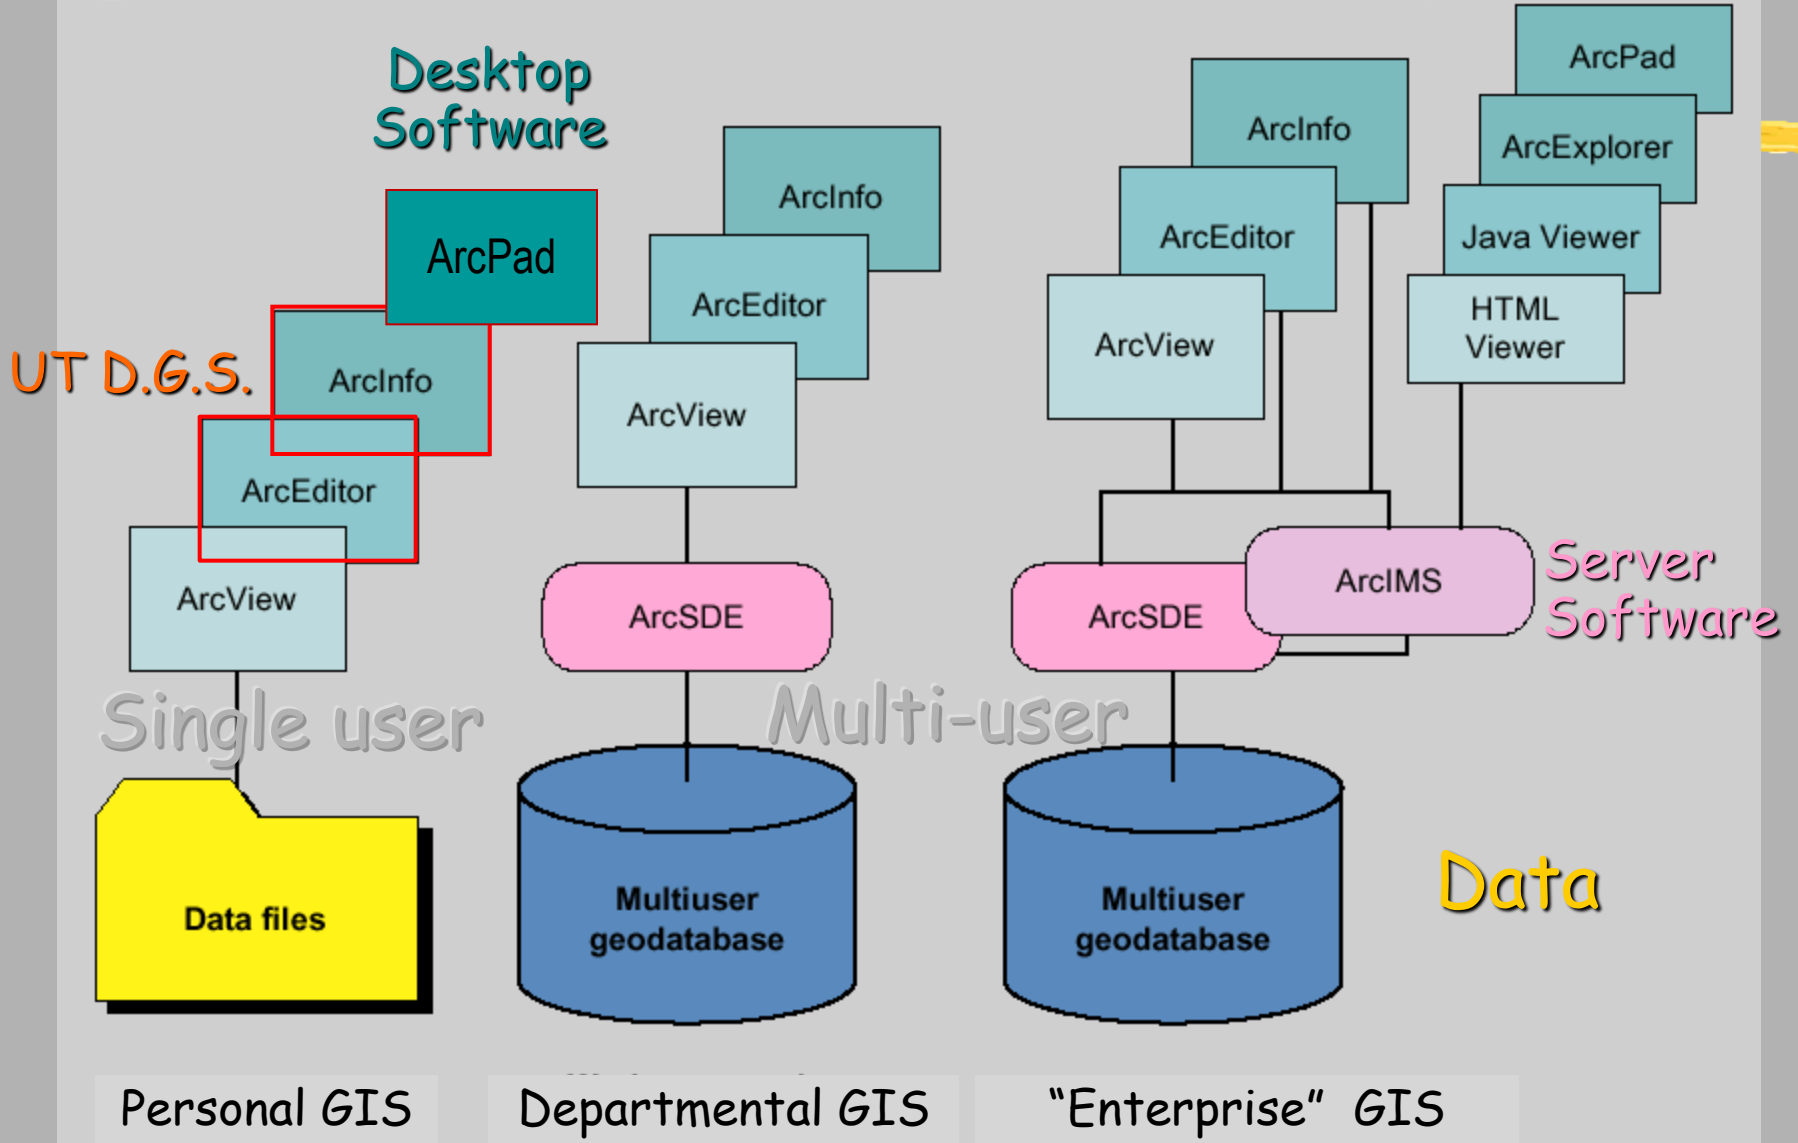 Desktop
Software
ArcPad
ArcInfo
UT D.G.S.
ArcEditor
ArcView
Single user
Data files
Personal GIS
ArcInfo
ArcEditor
ArcView
ArcSDE
Multi-user
Multiuser
geodatabase
Departmental GIS
ArcInfo
ArcEditor
ArcView
ArcPad
ArcExplorer
Java Viewer
HTML
Viewer
ArcIMS
ArcSDE
Server
Software
Multiuser
geodatabase
Data
“Enterprise” GIS